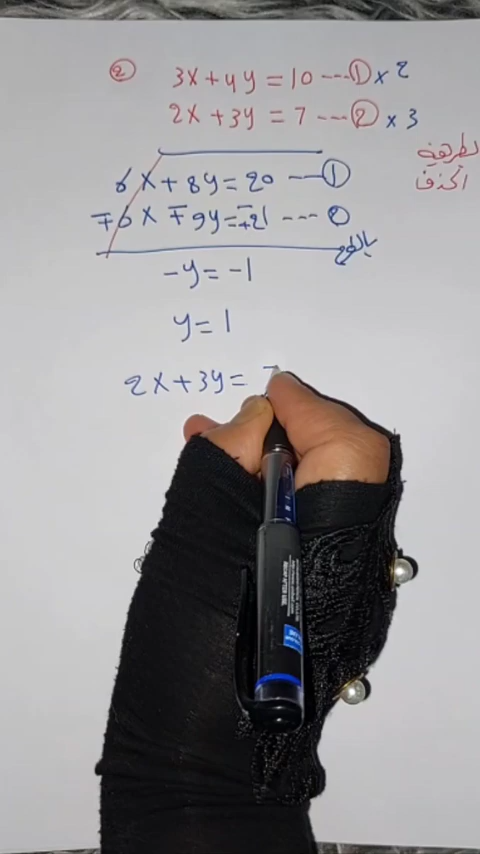 ② 3x+4y=10 ---① x 2
2x+3y=7 ---② x 3
طريقة
الحذف
6x+8y=20 —①
∓6x ∓9y=∓21 ---②
بالطرح
-y=-1
y=1
2x+3y=7